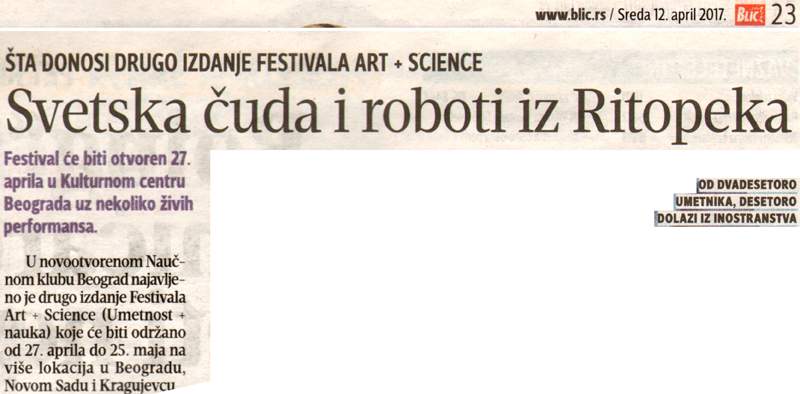 www.blic.rs / Sreda 12. april 2017. Blic 23
ŠTA DONOSI DRUGO IZDANJE FESTIVALA ART + SCIENCE
Svetska čuda i roboti iz Ritopeka
Festival će biti otvoren 27.
aprila u Kulturnom centru
Beograda uz nekoliko živih
performansa.
U novootvorenom Nauč-
nom klubu Beograd najavlje-
no je drugo izdanje Festivala
Art + Science (Umetnost +
nauka) koje će biti održano
od 27. aprila do 25. maja na
više lokacija u Beogradu,
Novom Sadu i Kragujevcu
OD DVADESETORO
UMETNIKA, DESETORO
DOLAZI IZ INOSTRANSTVA